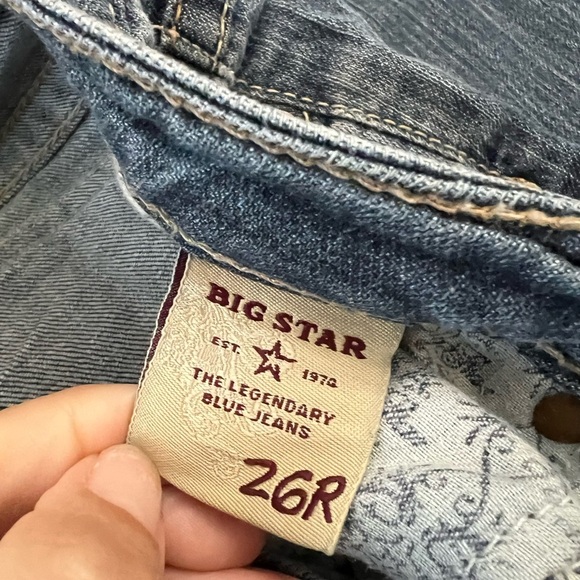 BIG STAR
EST. 1974
THE LEGENDARY
BLUE JEANS
26R